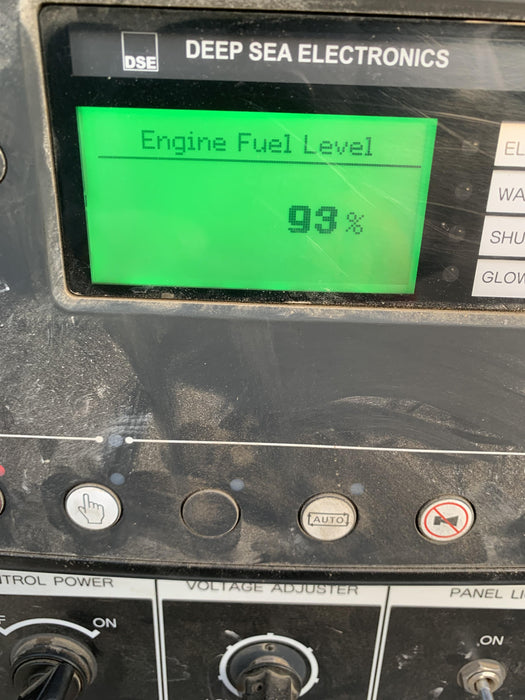 DSE DEEP SEA ELECTRONICS
Engine Fuel Level
93 %
EL
WA
SHU
GLOW
AUTO
NTROL POWER
VOLTAGE ADJUSTER
PANEL LI
F
ON
ON